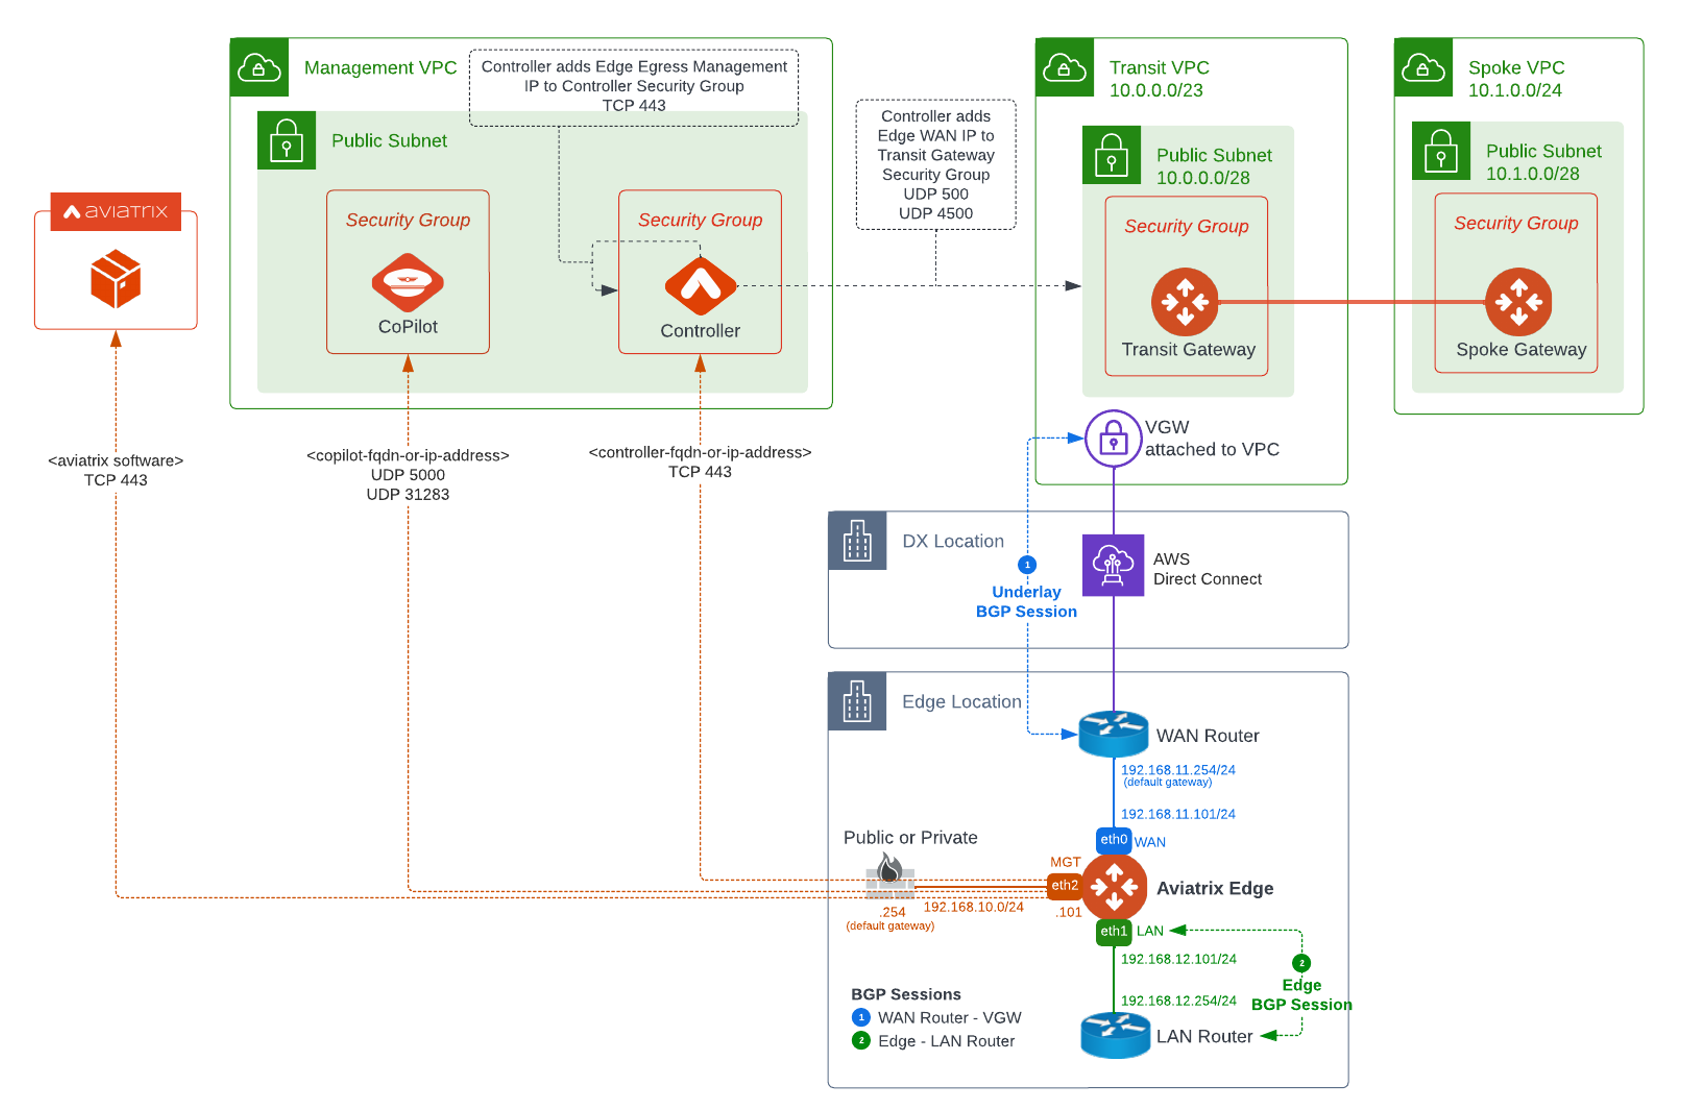 Management VPC
Controller adds Edge Egress Management
IP to Controller Security Group
TCP 443
Public Subnet
Security Group
CoPilot
Security Group
Controller
aviatrix
Controller adds
Edge WAN IP to
Transit Gateway
Security Group
UDP 500
UDP 4500
Transit VPC
10.0.0.0/23
Public Subnet
10.0.0.0/28
Security Group
Transit Gateway
Spoke VPC
10.1.0.0/24
Public Subnet
10.1.0.0/28
Security Group
Spoke Gateway
VGW
attached to VPC
<aviatrix software>
TCP 443
<copilot-fqdn-or-ip-address>
UDP 5000
UDP 31283
<controller-fqdn-or-ip-address>
TCP 443
DX Location
AWS
Direct Connect
1
Underlay
BGP Session
Edge Location
WAN Router
192.168.11.254/24
(default gateway)
192.168.11.101/24
eth0
WAN
Public or Private
MGT
eth2
Aviatrix Edge
.254
(default gateway)
192.168.10.0/24
.101
eth1
LAN
192.168.12.101/24
2
Edge
BGP Session
192.168.12.254/24
LAN Router
BGP Sessions
1 WAN Router - VGW
2 Edge - LAN Router